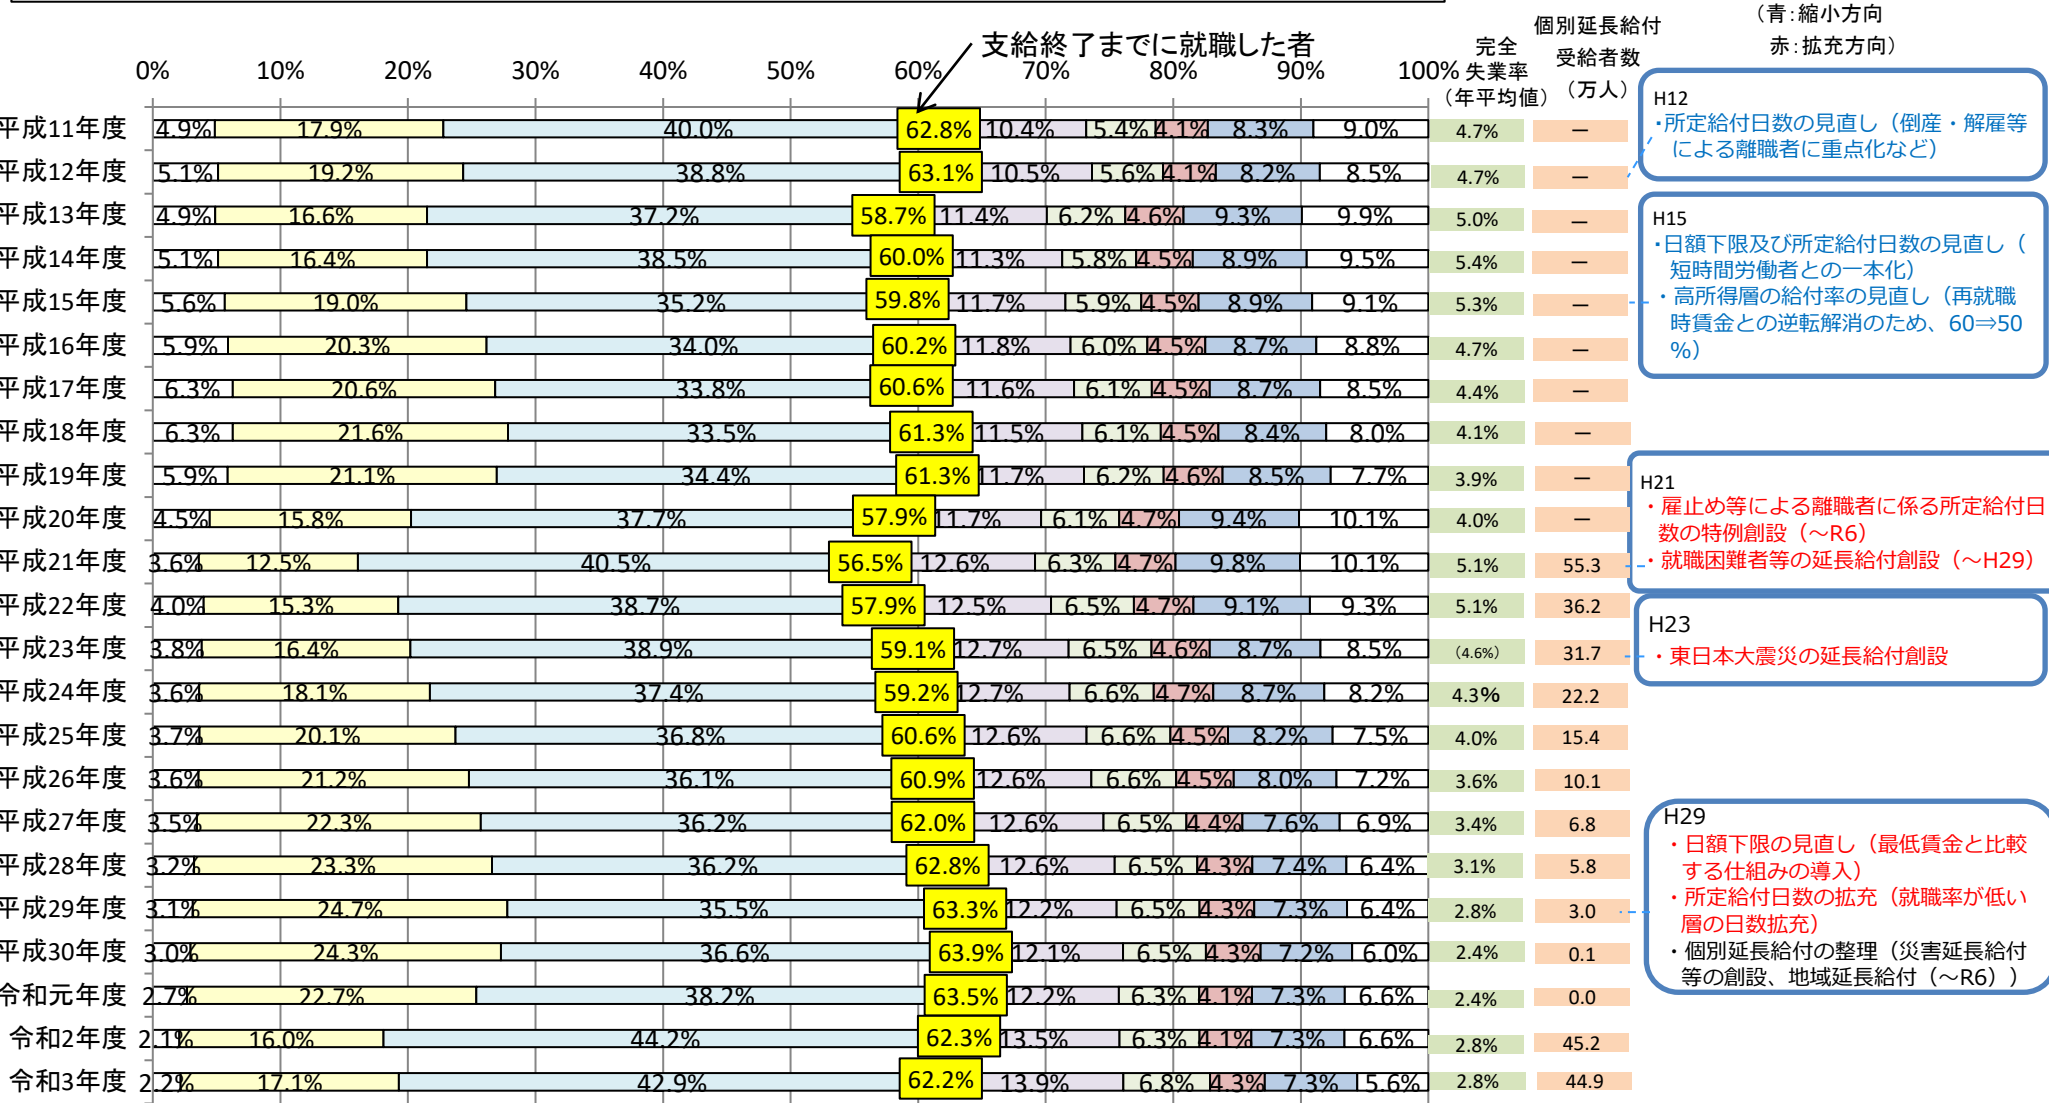 (青:縮小方向
赤:拡充方向)
個別延長給付
受給者数
(万人)
完全
失業率
(年平均値)
支給終了までに就職した者
0% 10% 20% 30% 40% 50% 60% 70% 80% 90% 100%
平成11年度 4.9% 17.9% 40.0% 62.8% 10.4% 5.4% 4.1% 8.3% 9.0% 4.7% ―
平成12年度 5.1% 19.2% 38.8% 63.1% 10.5% 5.6% 4.1% 8.2% 8.5% 4.7% ―
平成13年度 4.9% 16.6% 37.2% 58.7% 11.4% 6.2% 4.6% 9.3% 9.9% 5.0% ―
平成14年度 5.1% 16.4% 38.5% 60.0% 11.3% 5.8% 4.5% 8.9% 9.5% 5.4% ―
平成15年度 5.6% 19.0% 35.2% 59.8% 11.7% 5.9% 4.5% 8.9% 9.1% 5.3% ―
平成16年度 5.9% 20.3% 34.0% 60.2% 11.8% 6.0% 4.5% 8.7% 8.8% 4.7% ―
平成17年度 6.3% 20.6% 33.8% 60.6% 11.6% 6.1% 4.5% 8.7% 8.5% 4.4% ―
平成18年度 6.3% 21.6% 33.5% 61.3% 11.5% 6.1% 4.5% 8.4% 8.0% 4.1% ―
平成19年度 5.9% 21.1% 34.4% 61.3% 11.7% 6.2% 4.6% 8.5% 7.7% 3.9% ―
平成20年度 4.5% 15.8% 37.7% 57.9% 11.7% 6.1% 4.7% 9.4% 10.1% 4.0% ―
平成21年度 3.6% 12.5% 40.5% 56.5% 12.6% 6.3% 4.7% 9.8% 10.1% 5.1% 55.3
平成22年度 4.0% 15.3% 38.7% 57.9% 12.5% 6.5% 4.7% 9.1% 9.3% 5.1% 36.2
平成23年度 3.8% 16.4% 38.9% 59.1% 12.7% 6.5% 4.6% 8.7% 8.5% (4.6%) 31.7
平成24年度 3.6% 18.1% 37.4% 59.2% 12.7% 6.6% 4.7% 8.7% 8.2% 4.3% 22.2
平成25年度 3.7% 20.1% 36.8% 60.6% 12.6% 6.6% 4.5% 8.2% 7.5% 4.0% 15.4
平成26年度 3.6% 21.2% 36.1% 60.9% 12.6% 6.6% 4.5% 8.0% 7.2% 3.6% 10.1
平成27年度 3.5% 22.3% 36.2% 62.0% 12.6% 6.5% 4.4% 7.6% 6.9% 3.4% 6.8
平成28年度 3.2% 23.3% 36.2% 62.8% 12.6% 6.5% 4.3% 7.4% 6.4% 3.1% 5.8
平成29年度 3.1% 24.7% 35.5% 63.3% 12.2% 6.5% 4.3% 7.3% 6.4% 2.8% 3.0
平成30年度 3.0% 24.3% 36.6% 63.9% 12.1% 6.5% 4.3% 7.2% 6.0% 2.4% 0.1
令和元年度 2.7% 22.7% 38.2% 63.5% 12.2% 6.3% 4.1% 7.3% 6.6% 2.4% 0.0
令和2年度 2.1% 16.0% 44.2% 62.3% 13.5% 6.3% 4.1% 7.3% 6.6% 2.8% 45.2
令和3年度 2.2% 17.1% 42.9% 62.2% 13.9% 6.8% 4.3% 7.3% 5.6% 2.8% 44.9
H12
・所定給付日数の見直し(倒産・解雇等
による離職者に重点化など)
H15
・日額下限及び所定給付日数の見直し(
短時間労働者との一本化)
・高所得層の給付率の見直し(再就職
時賃金との逆転解消のため、60⇒50
%)
H21
・雇止め等による離職者に係る所定給付日
数の特例創設(～R6)
・就職困難者等の延長給付創設(～H29)
H23
・東日本大震災の延長給付創設
H29
・日額下限の見直し(最低賃金と比較
する仕組みの導入)
・所定給付日数の拡充(就職率が低い
層の日数拡充)
・個別延長給付の整理(災害延長給付
等の創設、地域延長給付(～R6))